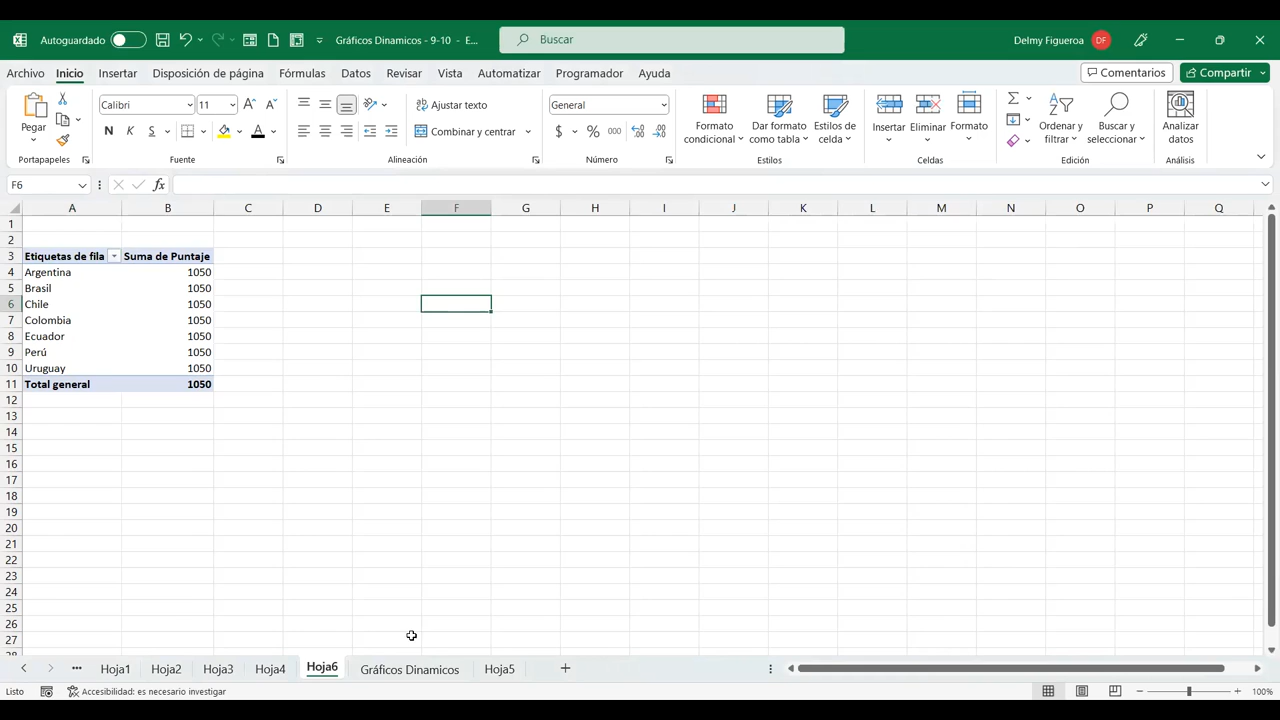 Autoguardado
Gráficos Dinamicos - 9-10 - E...
Buscar
Delmy Figueroa
DF
Archivo Inicio Insertar Disposición de página Fórmulas Datos Revisar Vista Automatizar Programador Ayuda
Comentarios
Compartir
Pegar
Portapapeles
Calibri 11
N K S
Fuente
Ajustar texto
Combinar y centrar
Alineación
General
$ % 000
Número
Formato condicional
Dar formato como tabla
Estilos de celda
Estilos
Insertar
Eliminar
Formato
Celdas
Ordenar y filtrar
Buscar y seleccionar
Edición
Analizar datos
Análisis
F6
fx
A B C D E F G H I J K L M N O P Q
1
2
3 Etiquetas de fila Suma de Puntaje
4 Argentina 1050
5 Brasil 1050
6 Chile 1050
7 Colombia 1050
8 Ecuador 1050
9 Perú 1050
10 Uruguay 1050
11 Total general 1050
12
13
14
15
16
17
18
19
20
21
22
23
24
25
26
27
Hoja1 Hoja2 Hoja3 Hoja4 Hoja6 Gráficos Dinamicos Hoja5
Listo
Accesibilidad: es necesario investigar
100%